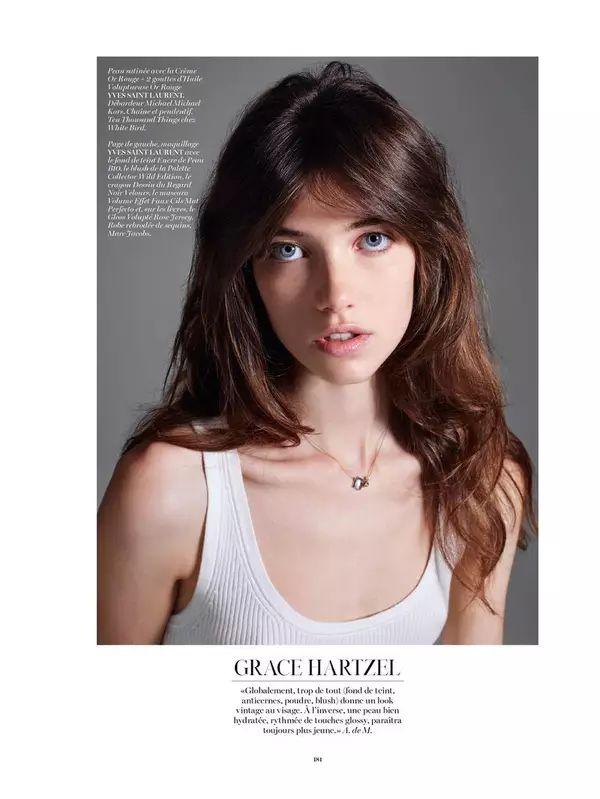 Peau satinée avec la Crème
Or Rouge + 2 gouttes d'Huile
Voluptueuse Or Rouge
YVES SAINT LAURENT.
Débardeur Michael Michael
Kors. Chaîne et pendentif,
Ten Thousand Things chez
White Bird.
Page de gauche, maquillage
YVES SAINT LAURENT avec
le fond de teint Encre de Peau
BIO, le blush de la Palette
Collector Wild Edition, le
crayon Dessin du Regard
Noir Velours, le mascara
Volume Effet Faux Cils Mat
Perfecto et, sur les lèvres, le
Gloss Volupté Rose Jersey.
Robe rebrodée de sequins,
Marc Jacobs.
GRACE HARTZEL
«Globalement, trop de tout (fond de teint,
anticernes, poudre, blush) donne un look
vintage au visage. À l'inverse, une peau bien
hydratée, rythmée de touches glossy, paraîtra
toujours plus jeune.» A. de M.
181